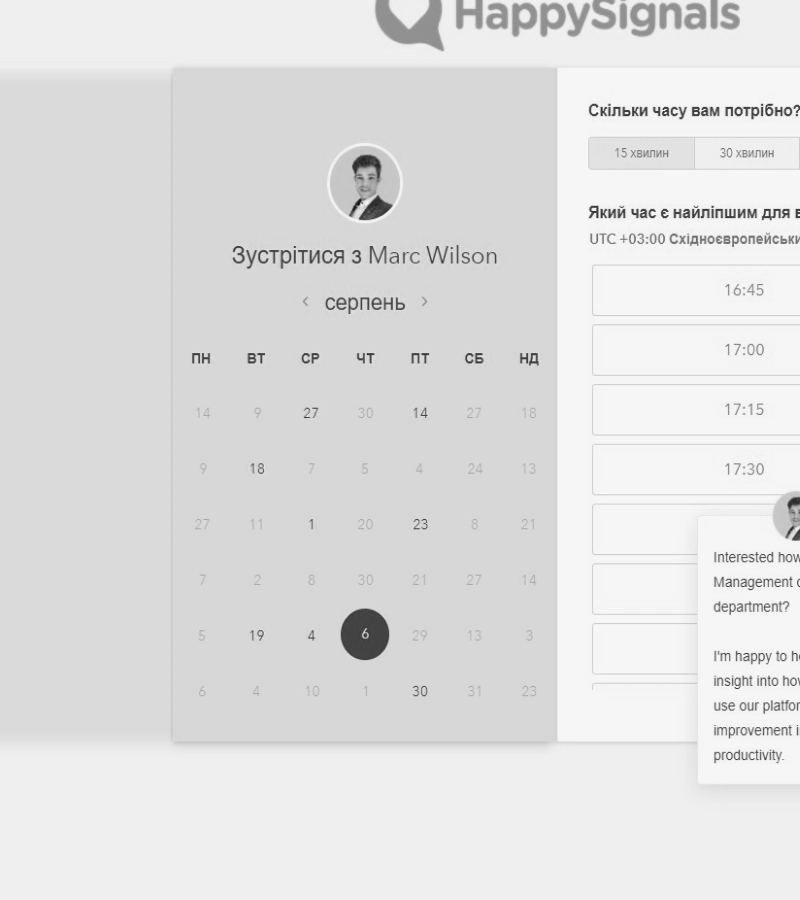 HappySignals
Зустрітися з Marc Wilson
серпень
ПН ВТ СР ЧТ ПТ СБ НД
14 9 27 30 14 27 18
9 18 7 5 4 24 13
27 11 1 20 23 8 21
7 2 8 30 21 27 14
5 19 4 6 29 13 3
6 4 10 1 30 31 23
Скільки часу вам потрібно?
15 хвилин 30 хвилин
Який час є найліпшим для
UTC +03:00
16:45
17:00
17:15
17:30
Interested how
Management
department?
I'm happy to
insight into
use our
improvement
productivity.